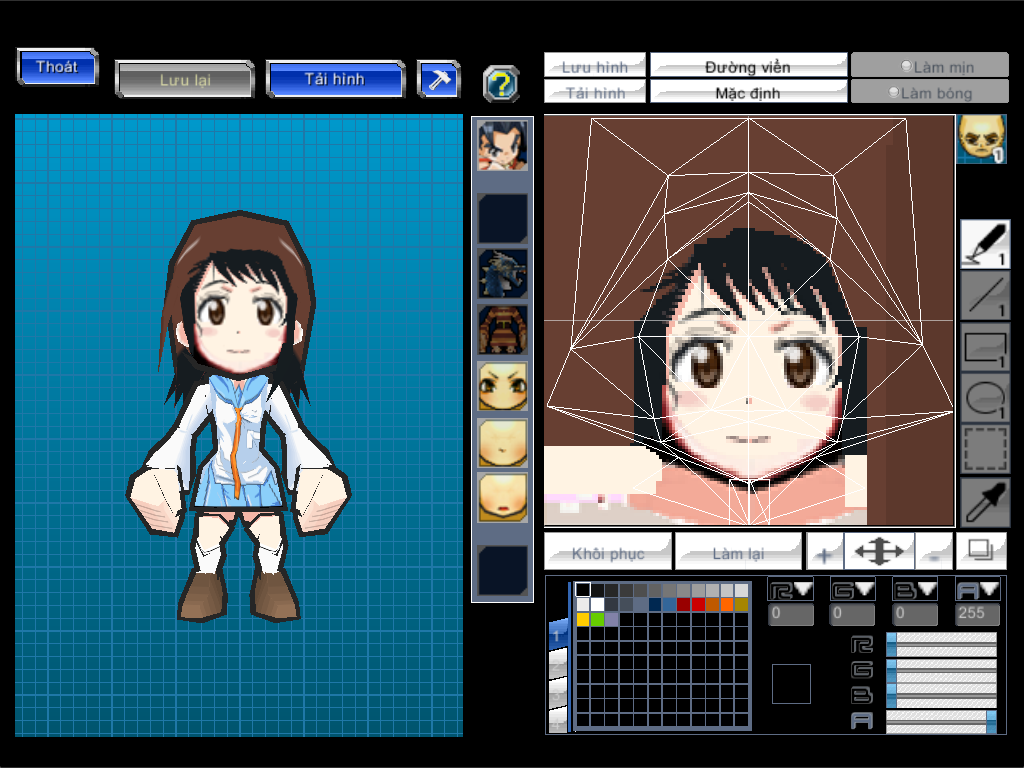 Thoát
Lưu lại
Tải hình
?
Lưu hình
Đường viền
Làm mịn
Tải hình
Mặc định
Làm bóng
1
1
1
1
1
Khôi phục
Làm lại
+
-
R
G
B
A
0
0
0
255
1
R
G
B
A